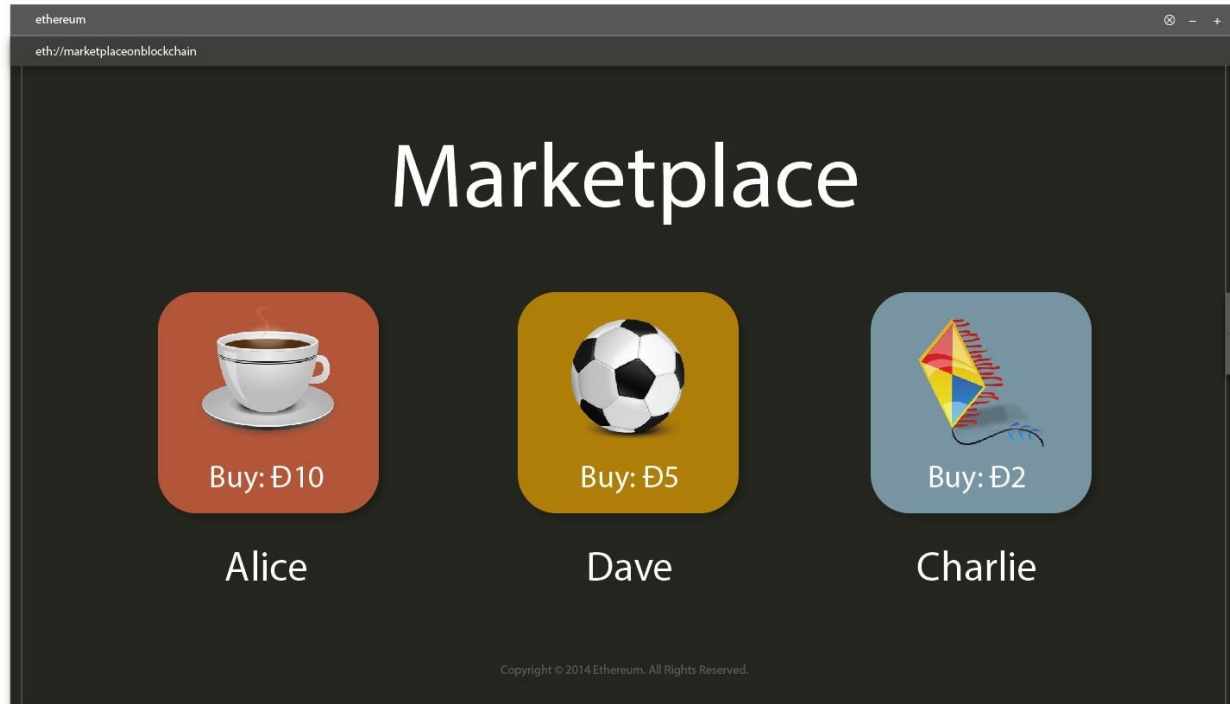 ethereum
eth://marketplaceonblockchain
Marketplace
Buy: Đ10
Buy: Đ5
Buy: Đ2
Alice
Dave
Charlie
Copyright © 2014 Ethereum. All Rights Reserved.